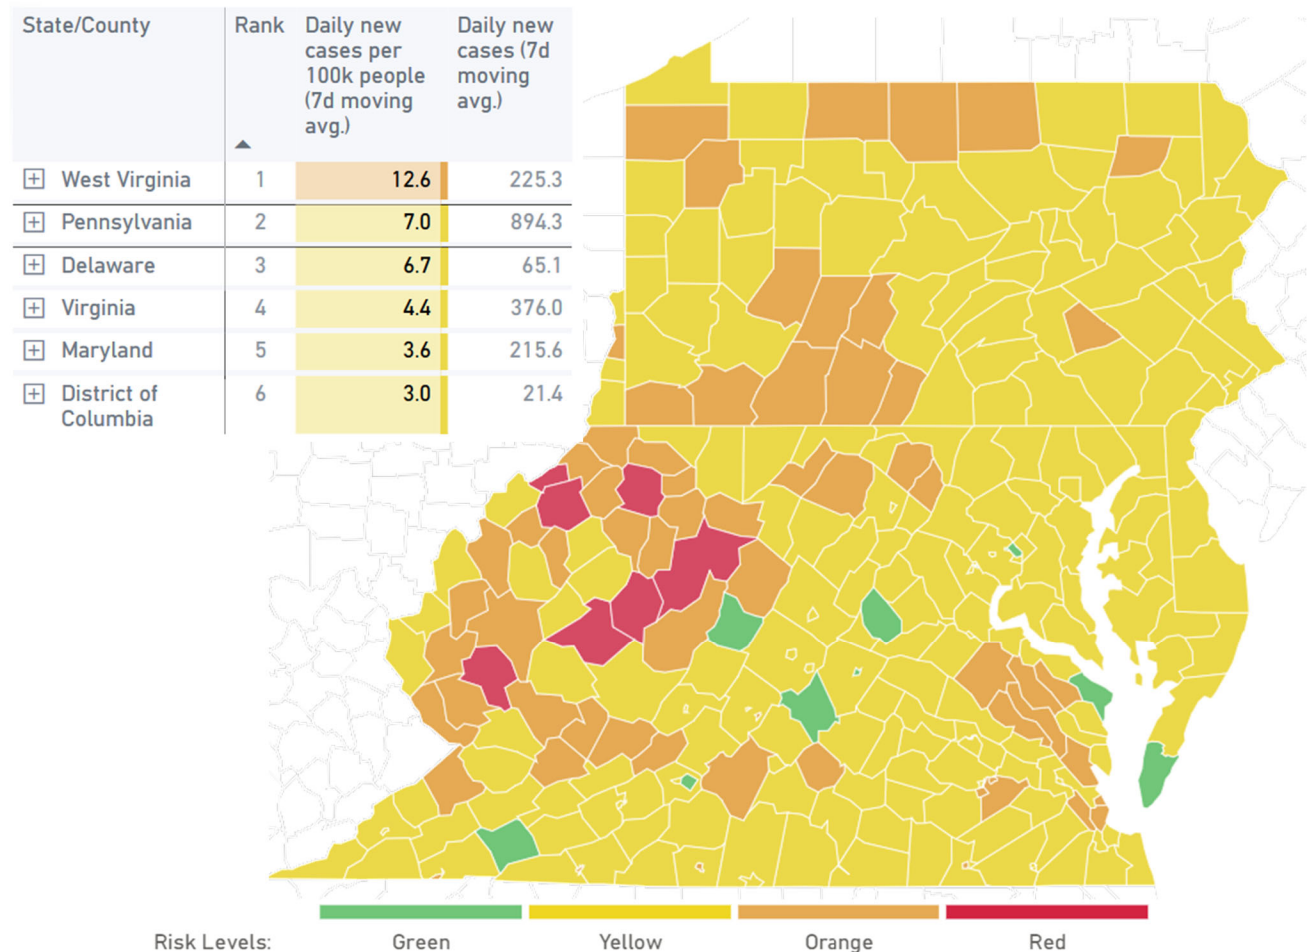 State/County Rank Daily new cases per 100k people (7d moving avg.) Daily new cases (7d moving avg.)
West Virginia 1 12.6 225.3
Pennsylvania 2 7.0 894.3
Delaware 3 6.7 65.1
Virginia 4 4.4 376.0
Maryland 5 3.6 215.6
District of Columbia 6 3.0 21.4
Risk Levels: Green Yellow Orange Red